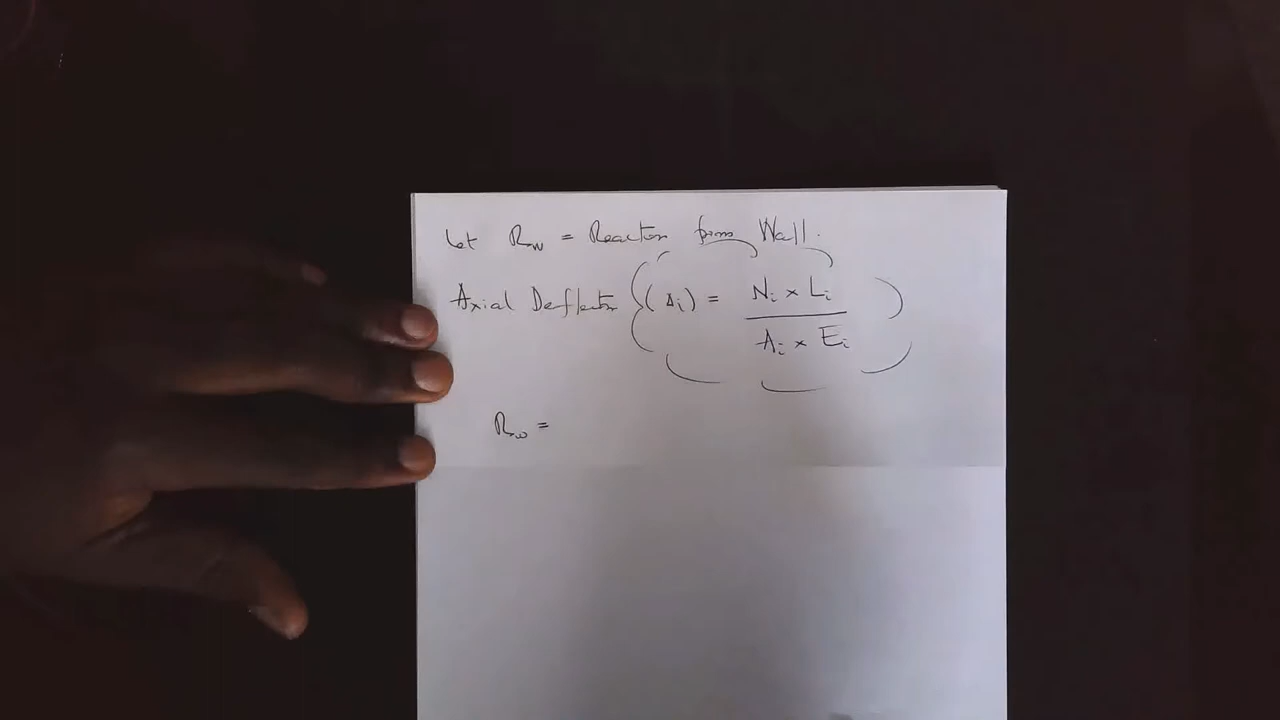 Let Rw = Reaction from Wall.
Axial Deflection (Δi) = Ni × Li
Ai × Ei
Rw =